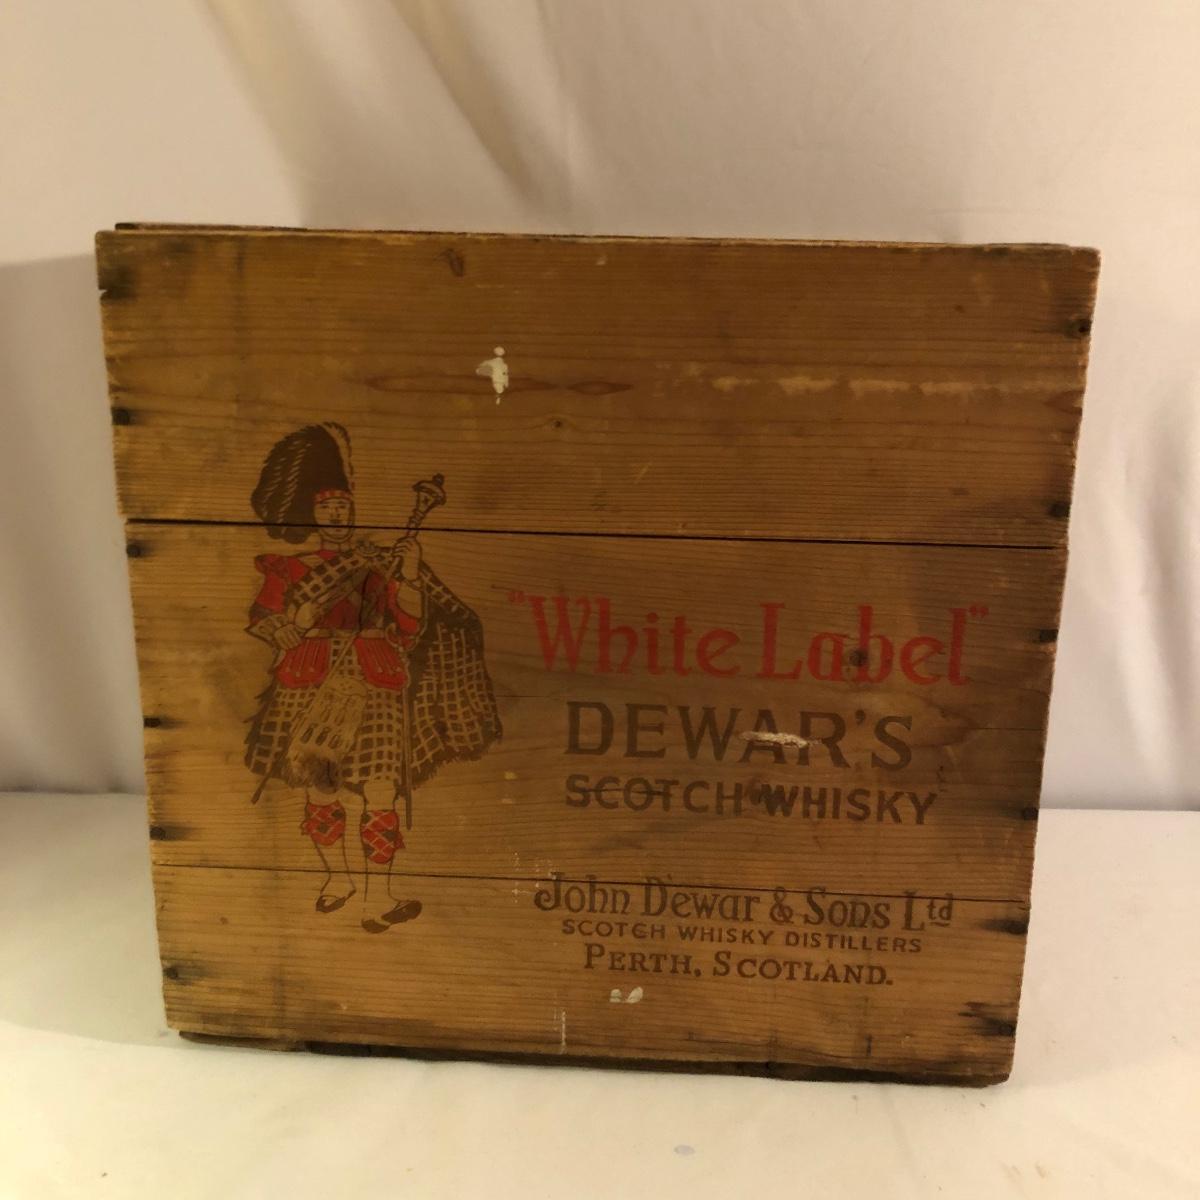 "White Label"
DEWAR'S
SCOTCH WHISKY
John Dewar & Sons Ltd
SCOTCH WHISKY DISTILLERS
PERTH, SCOTLAND.